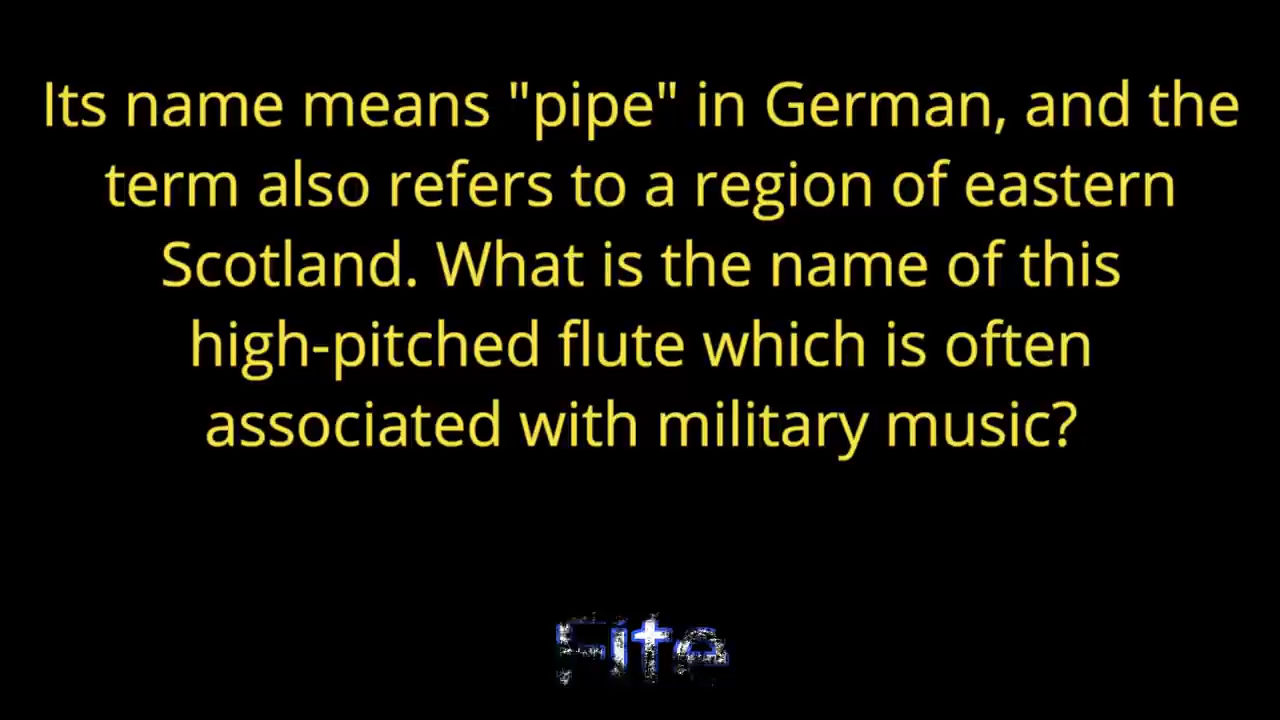 Its name means "pipe" in German, and the
term also refers to a region of eastern
Scotland. What is the name of this
high-pitched flute which is often
associated with military music?
Fife